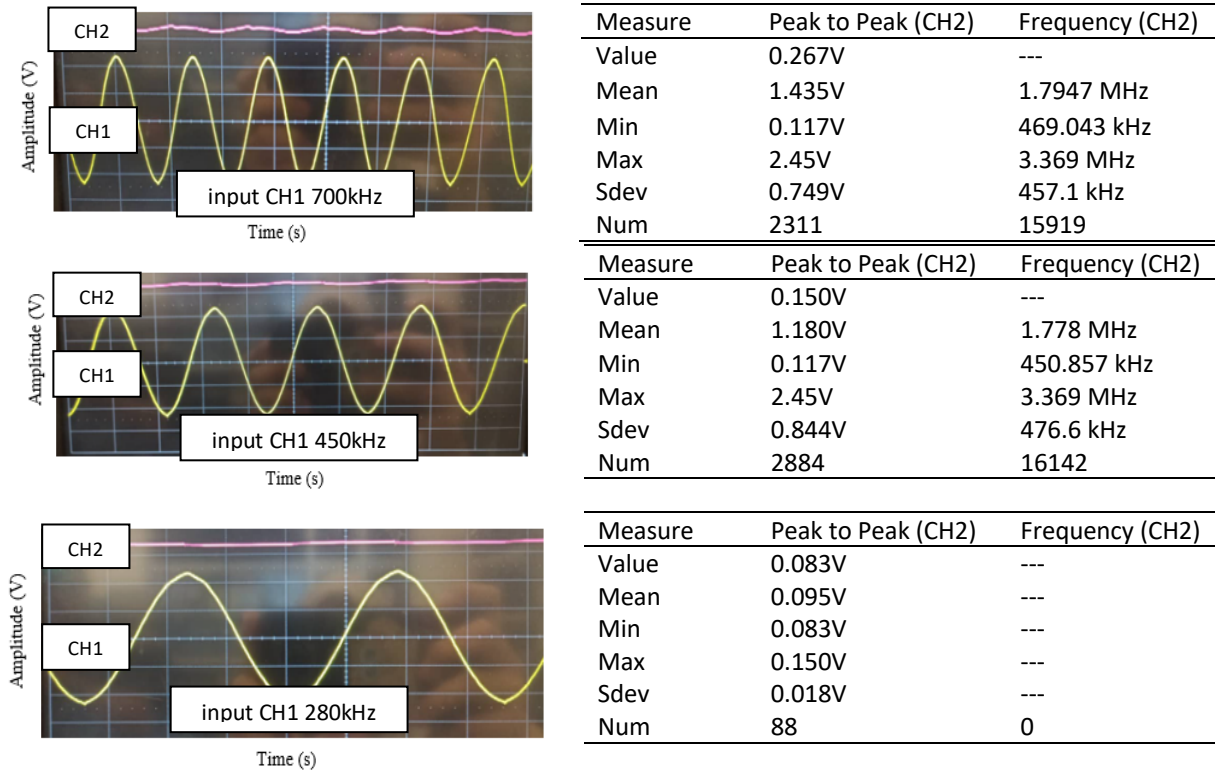 CH2
Amplitude (V)
CH1
input CH1 700kHz
Time (s)
Measure Peak to Peak (CH2) Frequency (CH2)
Value 0.267V ---
Mean 1.435V 1.7947 MHz
Min 0.117V 469.043 kHz
Max 2.45V 3.369 MHz
Sdev 0.749V 457.1 kHz
Num 2311 15919
CH2
Amplitude (V)
CH1
input CH1 450kHz
Time (s)
Measure Peak to Peak (CH2) Frequency (CH2)
Value 0.150V ---
Mean 1.180V 1.778 MHz
Min 0.117V 450.857 kHz
Max 2.45V 3.369 MHz
Sdev 0.844V 476.6 kHz
Num 2884 16142
CH2
Amplitude (V)
CH1
input CH1 280kHz
Time (s)
Measure Peak to Peak (CH2) Frequency (CH2)
Value 0.083V ---
Mean 0.095V ---
Min 0.083V ---
Max 0.150V ---
Sdev 0.018V ---
Num 88 0